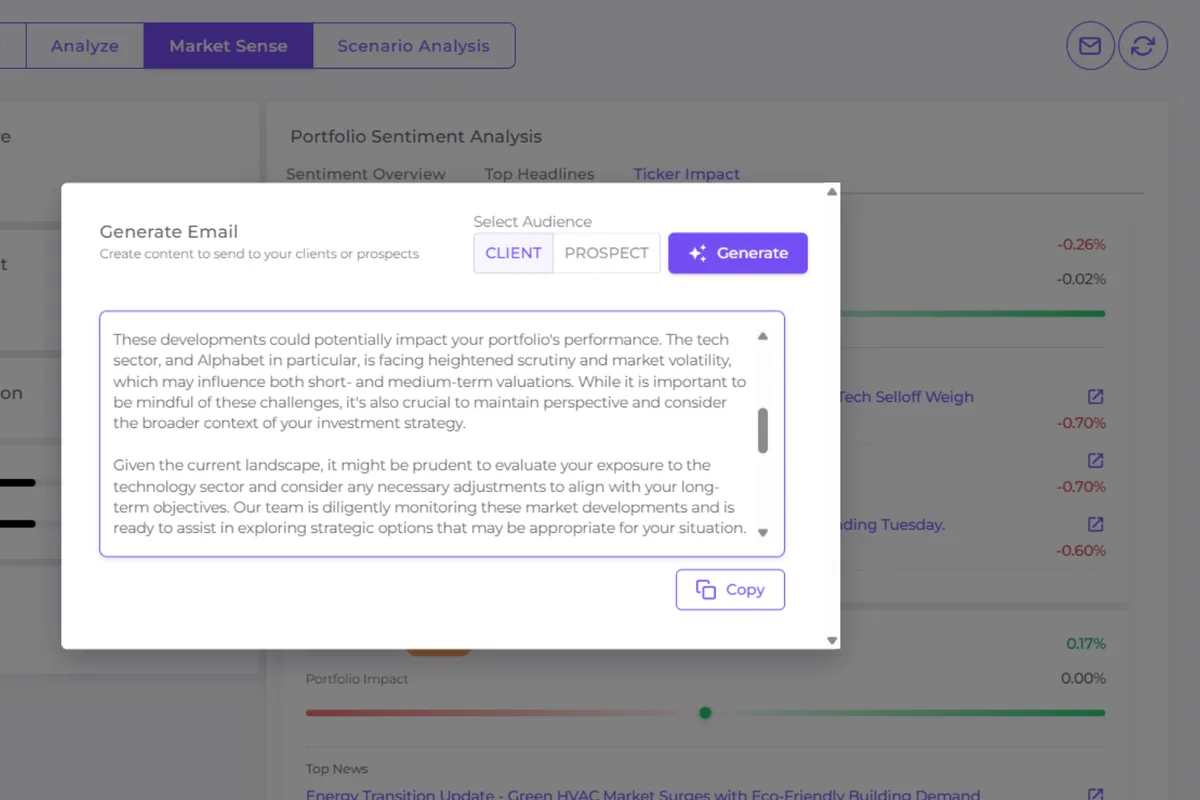 Analyze
Market Sense
Scenario Analysis
Portfolio Sentiment Analysis
Sentiment Overview
Top Headlines
Ticker Impact
Generate Email
Create content to send to your clients or prospects
Select Audience
CLIENT
PROSPECT
Generate
These developments could potentially impact your portfolio's performance. The tech
sector, and Alphabet in particular, is facing heightened scrutiny and market volatility,
which may influence both short- and medium-term valuations. While it is important to
be mindful of these challenges, it's also crucial to maintain perspective and consider
the broader context of your investment strategy.
Given the current landscape, it might be prudent to evaluate your exposure to the
technology sector and consider any necessary adjustments to align with your long-
term objectives. Our team is diligently monitoring these market developments and is
ready to assist in exploring strategic options that may be appropriate for your situation.
Copy
-0.26%
-0.02%
Tech Selloff Weigh
-0.70%
-0.70%
Tuesday.
-0.60%
0.17%
Portfolio Impact
0.00%
Top News
Energy Transition Update - Green HVAC Market Surges with Eco-Friendly Building Demand